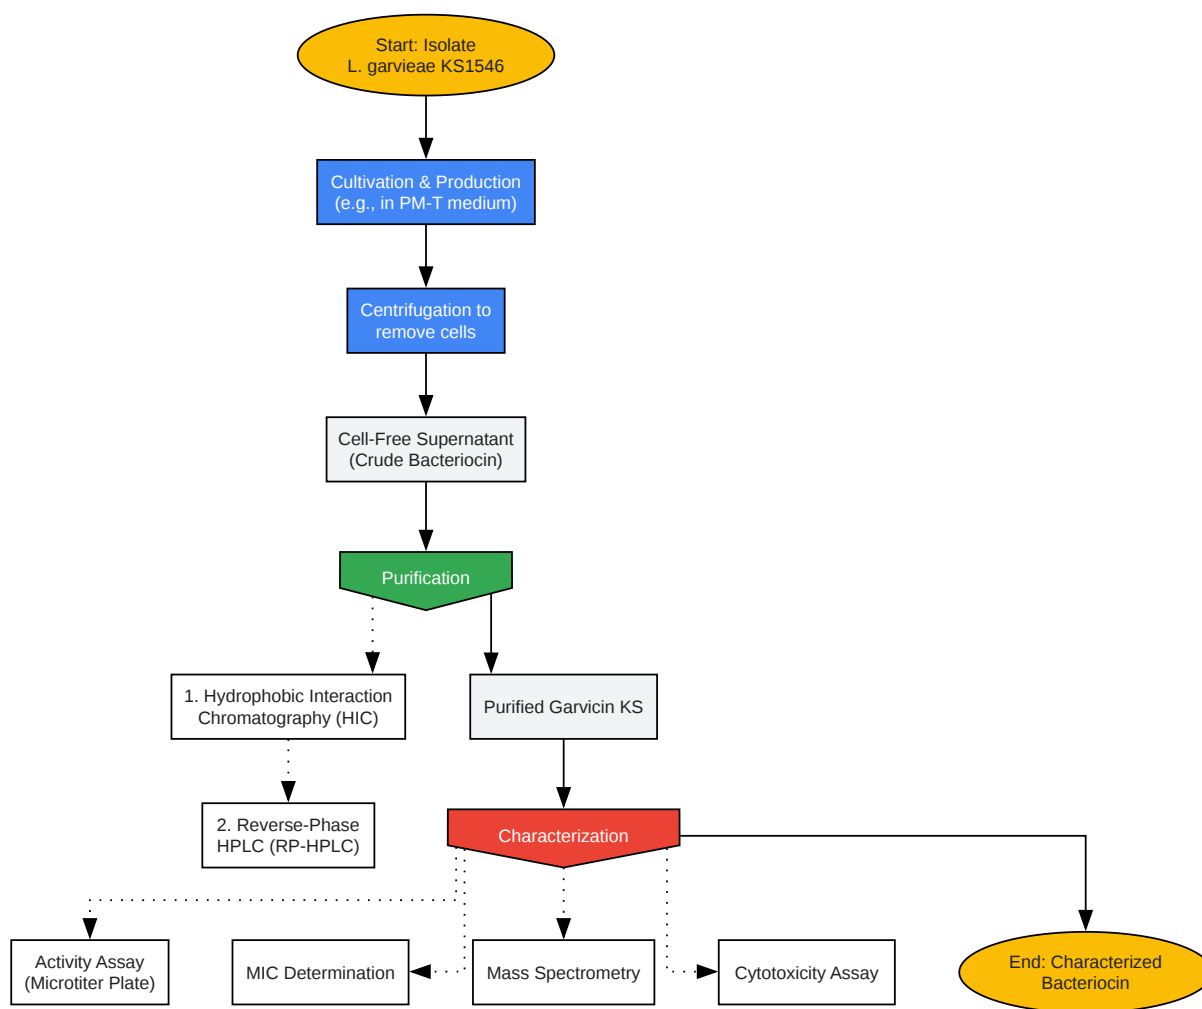 Start: Isolate
L. garvieae KS1546
Cultivation & Production
(e.g., in PM-T medium)
Centrifugation to
remove cells
Cell-Free Supernatant
(Crude Bacteriocin)
Purification
1. Hydrophobic Interaction
Chromatography (HIC)
Purified Garvicin KS
2. Reverse-Phase
HPLC (RP-HPLC)
Characterization
Activity Assay
(Microtiter Plate)
MIC Determination
Mass Spectrometry
Cytotoxicity Assay
End: Characterized
Bacteriocin